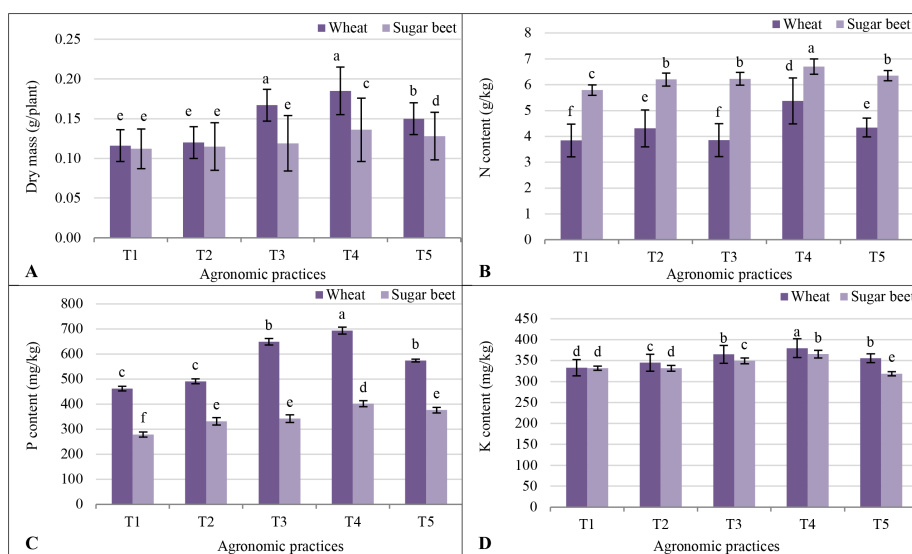 Wheat Sugar beet
0.25
0.20
0.15
0.10
0.05
0.00
Dry mass (g/plant)
e e
e e
a e
a c
b d
T1 T2 T3 T4 T5
A Agronomic practices
Wheat Sugar beet
8
7
6
5
4
3
2
1
0
N content (g/kg)
f c
e b
f b
d a
e b
T1 T2 T3 T4 T5
B Agronomic practices
Wheat Sugar beet
800
700
600
500
400
300
200
100
0
P content (mg/kg)
c f
c e
b e
a d
b e
T1 T2 T3 T4 T5
C Agronomic practices
Wheat Sugar beet
450
400
350
300
250
200
150
100
50
0
K content (mg/kg)
d d
c d
b c
a b
b e
T1 T2 T3 T4 T5
D Agronomic practices